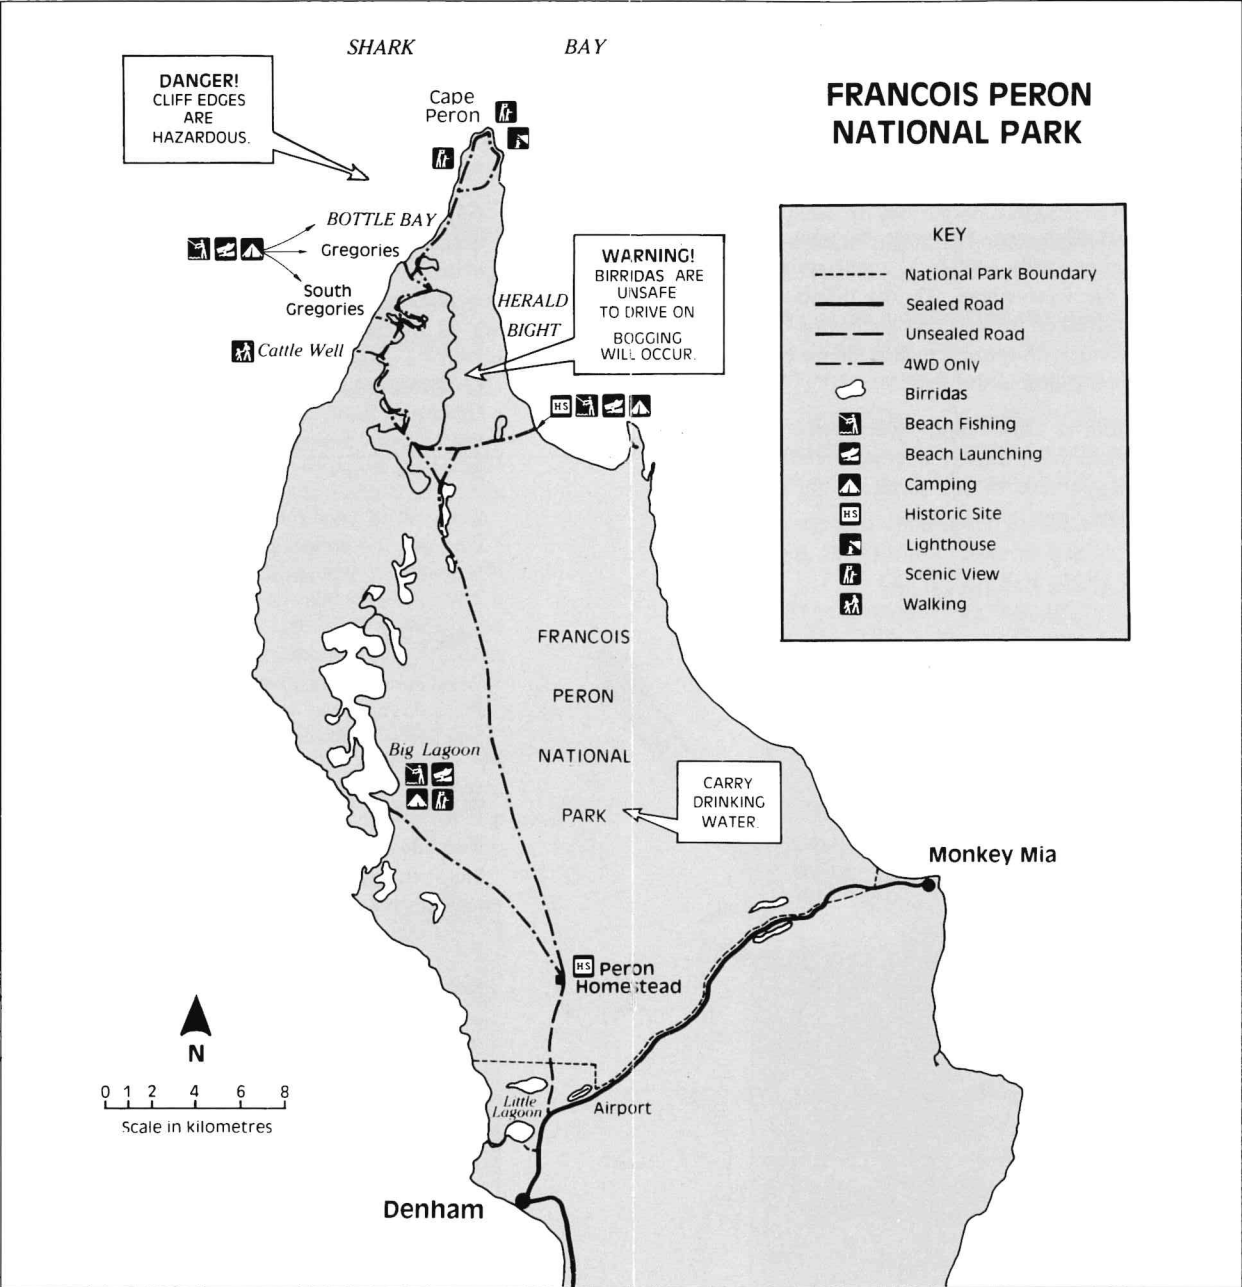 SHARK BAY
FRANCOIS PERON
NATIONAL PARK
DANGER!
CLIFF EDGES
ARE
HAZARDOUS.
Cape
Peron
BOTTLE BAY
Gregories
South
Gregories
Cattle Well
WARNING!
BIRRIDAS ARE
UNSAFE
TO DRIVE ON
BOGGING
WILL OCCUR.
HERALD
BIGHT
HS
KEY
National Park Boundary
Sealed Road
Unsealed Road
4WD Only
Birridas
Beach Fishing
Beach Launching
Camping
HS Historic Site
Lighthouse
Scenic View
Walking
FRANCOIS
PERON
NATIONAL
PARK
Big Lagoon
CARRY
DRINKING
WATER.
Monkey Mia
HS Peron
Homestead
N
0 1 2 4 6 8
Scale in kilometres
Little
Lagoon
Airport
Denham